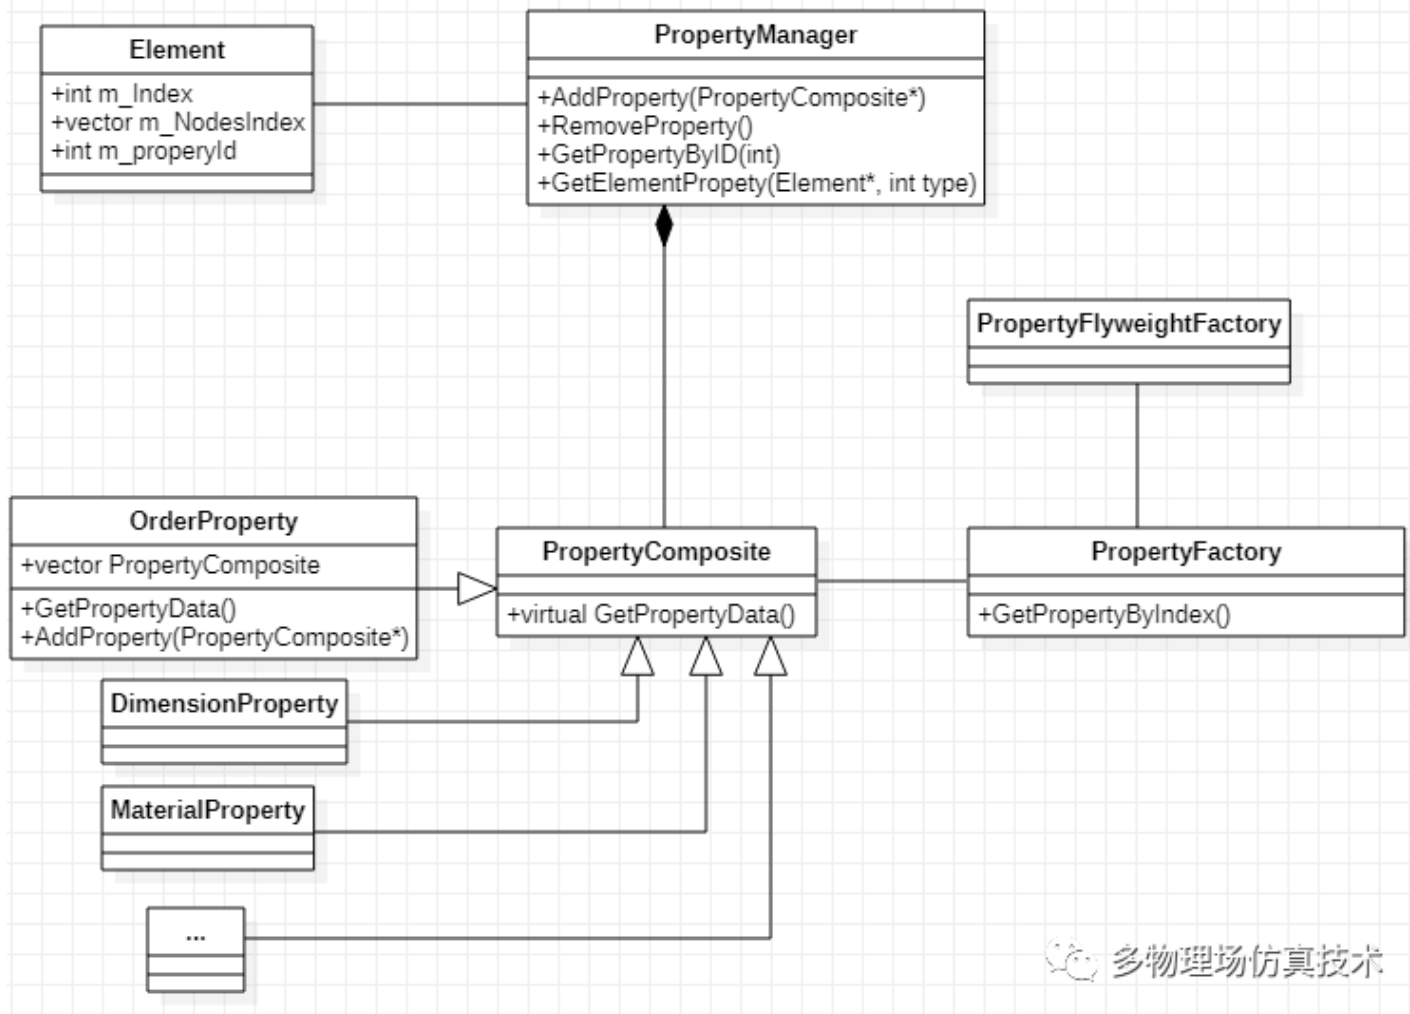 Element
+int m_Index
+vector m_NodesIndex
+int m_properyId
PropertyManager
+AddProperty(PropertyComposite*)
+RemoveProperty()
+GetPropertyByID(int)
+GetElementPropety(Element*, int type)
PropertyFlyweightFactory
OrderProperty
+vector PropertyComposite
+GetPropertyData()
+AddProperty(PropertyComposite*)
PropertyComposite
+virtual GetPropertyData()
PropertyFactory
+GetPropertyByIndex()
DimensionProperty
MaterialProperty
...
多物理场仿真技术